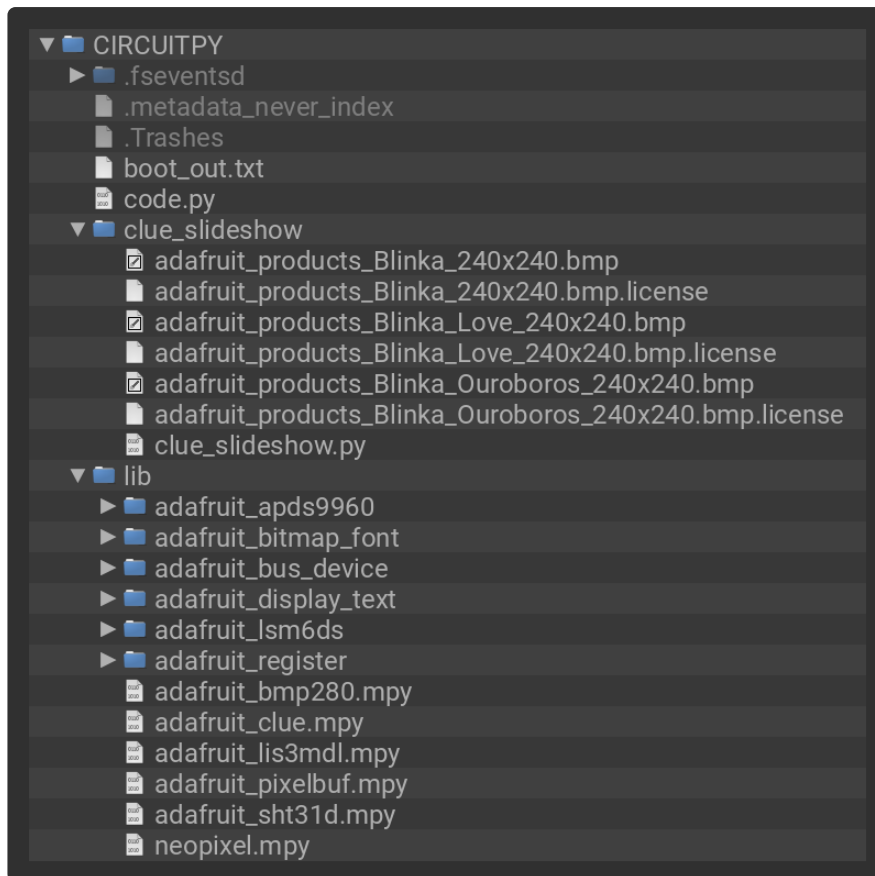 CIRCUITPY
.fseventsd
.metadata_never_index
.Trashes
boot_out.txt
code.py
clue_slideshow
adafruit_products_Blinka_240x240.bmp
adafruit_products_Blinka_240x240.bmp.license
adafruit_products_Blinka_Love_240x240.bmp
adafruit_products_Blinka_Love_240x240.bmp.license
adafruit_products_Blinka_Ouroboros_240x240.bmp
adafruit_products_Blinka_Ouroboros_240x240.bmp.license
clue_slideshow.py
lib
adafruit_apds9960
adafruit_bitmap_font
adafruit_bus_device
adafruit_display_text
adafruit_lsm6ds
adafruit_register
adafruit_bmp280.mpy
adafruit_clue.mpy
adafruit_lis3mdl.mpy
adafruit_pixelbuf.mpy
adafruit_sht31d.mpy
neopixel.mpy